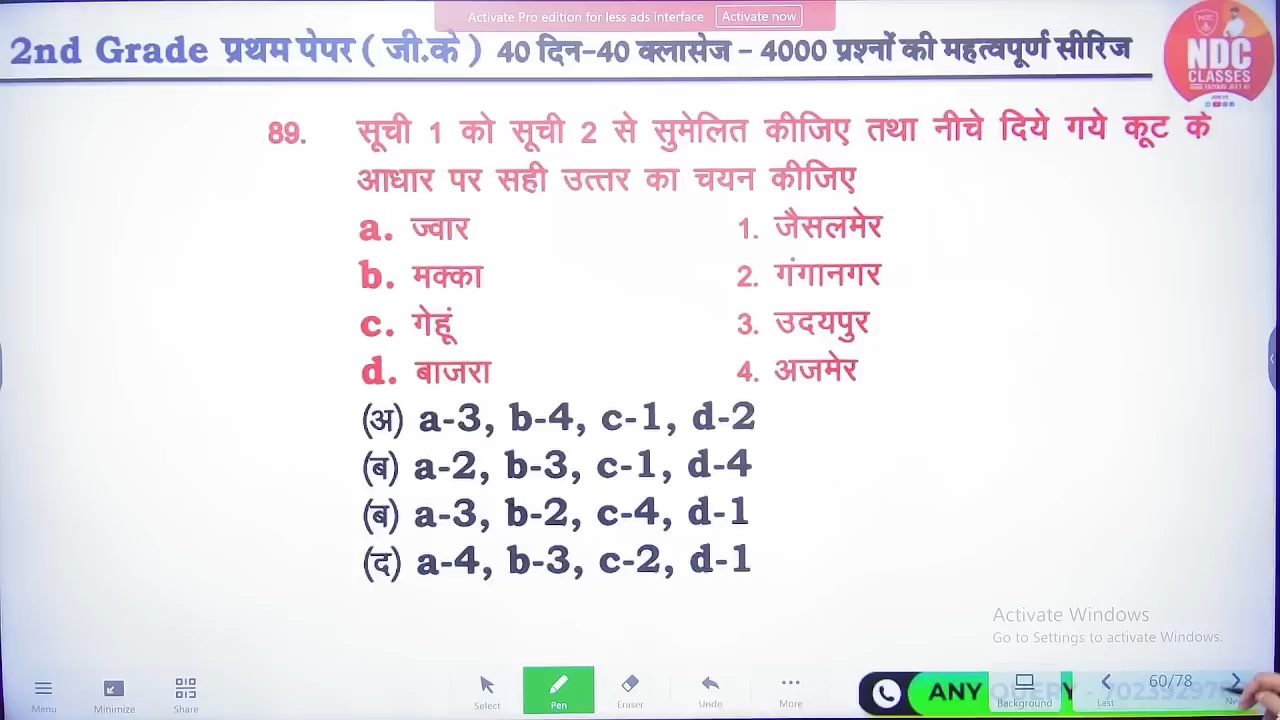 Activate Pro edition for less ads interface Activate now
2nd Grade प्रथम पेपर ( जी.के ) 40 दिन-40 क्लासेज – 4000 प्रश्नों की महत्वपूर्ण सीरिज
NDC
CLASSES
89. सूची 1 को सूची 2 से सुमेलित कीजिए तथा नीचे दिये गये कूट के
आधार पर सही उत्तर का चयन कीजिए
a. ज्वार 1. जैसलमेर
b. मक्का 2. गंगानगर
c. गेहूं 3. उदयपुर
d. बाजरा 4. अजमेर
(अ) a-3, b-4, c-1, d-2
(ब) a-2, b-3, c-1, d-4
(ब) a-3, b-2, c-4, d-1
(द) a-4, b-3, c-2, d-1
Activate Windows
Go to Settings to activate Windows.
Menu Minimize Share Select Pen Eraser Undo More
ANY QUERY Background Last 60/78